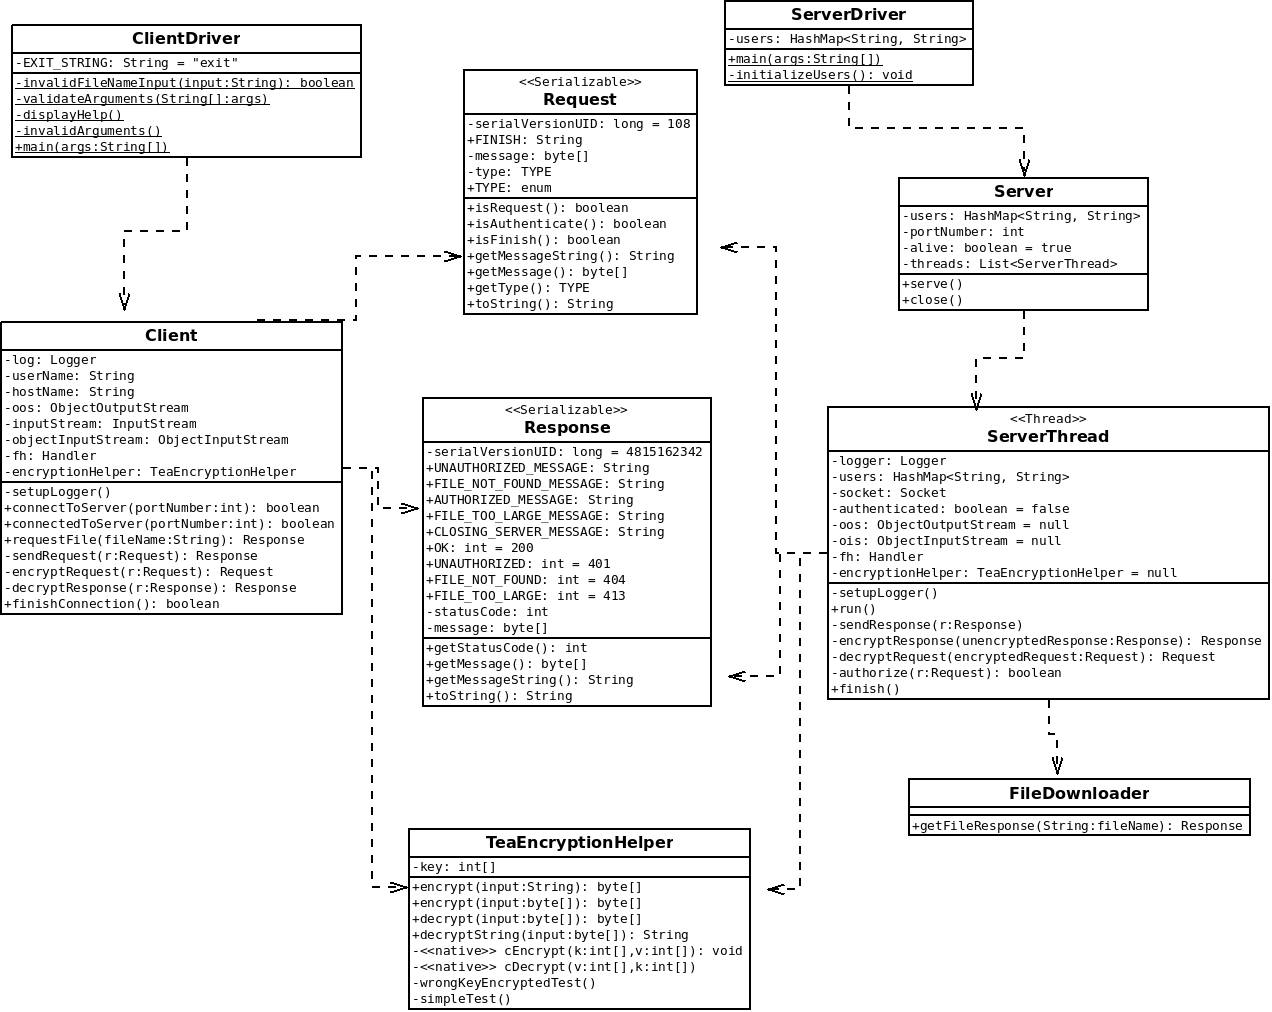 ClientDriver
-EXIT_STRING: String = "exit"
-invalidFileNameInput(input:String): boolean
-validateArguments(String[]:args)
-displayHelp()
-invalidArguments()
+main(args:String[])
<<Serializable>>
Request
-serialVersionUID: long = 108
+FINISH: String
-message: byte[]
-type: TYPE
+TYPE: enum
+isRequest(): boolean
+isAuthenticate(): boolean
+isFinish(): boolean
+getMessageString(): String
+getMessage(): byte[]
+getType(): TYPE
+toString(): String
ServerDriver
-users: HashMap<String, String>
+main(args:String[])
-initializeUsers(): void
Server
-users: HashMap<String, String>
-portNumber: int
-alive: boolean = true
-threads: List<ServerThread>
+serve()
+close()
Client
-log: Logger
-userName: String
-hostName: String
-oos: ObjectOutputStream
-inputStream: InputStream
-objectInputStream: ObjectInputStream
-fh: Handler
-encryptionHelper: TeaEncryptionHelper
-setupLogger()
+connectToServer(portNumber:int): boolean
+connectedToServer(portNumber:int): boolean
+requestFile(fileName:String): Response
-sendRequest(r:Request): Response
-encryptRequest(r:Request): Request
-decryptResponse(r:Response): Response
+finishConnection(): boolean
<<Serializable>>
Response
-serialVersionUID: long = 4815162342
+UNAUTHORIZED_MESSAGE: String
+FILE_NOT_FOUND_MESSAGE: String
+AUTHORIZED_MESSAGE: String
+FILE_TOO_LARGE_MESSAGE: String
+CLOSING_SERVER_MESSAGE: String
+OK: int = 200
+UNAUTHORIZED: int = 401
+FILE_NOT_FOUND: int = 404
+FILE_TOO_LARGE: int = 413
-statusCode: int
-message: byte[]
+getStatusCode(): int
+getMessage(): byte[]
+getMessageString(): String
+toString(): String
<<Thread>>
ServerThread
-logger: Logger
-users: HashMap<String, String>
-socket: Socket
-authenticated: boolean = false
-oos: ObjectOutputStream = null
-ois: ObjectInputStream = null
-fh: Handler
-encryptionHelper: TeaEncryptionHelper = null
-setupLogger()
+run()
-sendResponse(r:Response)
-encryptResponse(unencryptedResponse:Response): Response
-decryptRequest(encryptedRequest:Request): Request
-authorize(r:Request): boolean
+finish()
FileDownloader
+getFileResponse(String:fileName): Response
TeaEncryptionHelper
-key: int[]
+encrypt(input:String): byte[]
+encrypt(input:byte[]): byte[]
+decrypt(input:byte[]): byte[]
+decryptString(input:byte[]): String
-<<native>> cEncrypt(k:int[],v:int[]): void
-<<native>> cDecrypt(v:int[],k:int[])
-wrongKeyEncryptedTest()
-simpleTest()